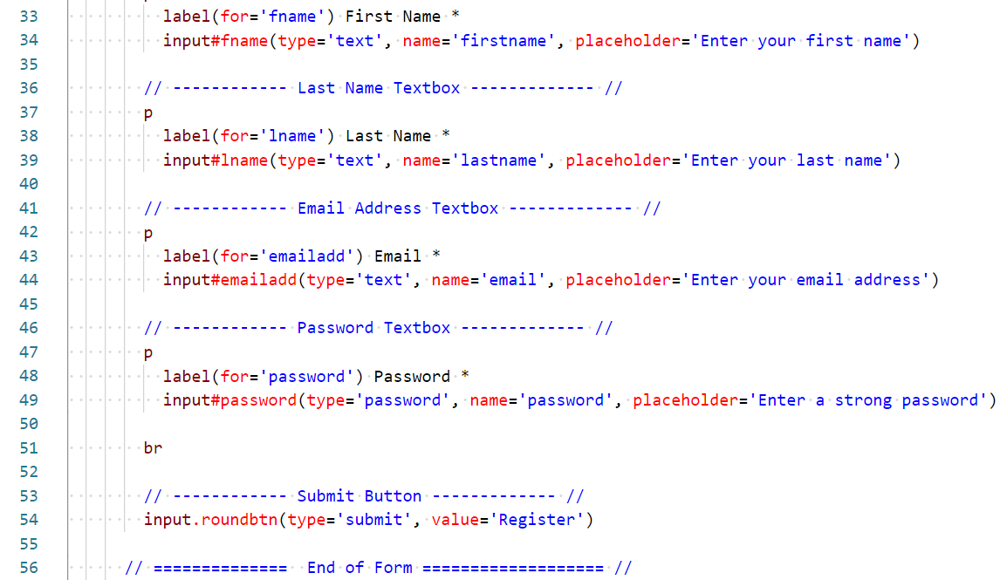 33 label(for='fname') First Name *
34 input#fname(type='text', name='firstname', placeholder='Enter your first name')
35
36 // ------------ Last Name Textbox ------------- //
37 p
38 label(for='lname') Last Name *
39 input#lname(type='text', name='lastname', placeholder='Enter your last name')
40
41 // ------------ Email Address Textbox ------------- //
42 p
43 label(for='emailadd') Email *
44 input#emailadd(type='text', name='email', placeholder='Enter your email address')
45
46 // ------------ Password Textbox ------------- //
47 p
48 label(for='password') Password *
49 input#password(type='password', name='password', placeholder='Enter a strong password')
50
51 br
52
53 // ------------ Submit Button ------------- //
54 input.roundbtn(type='submit', value='Register')
55
56 // ============== End of Form =================== //